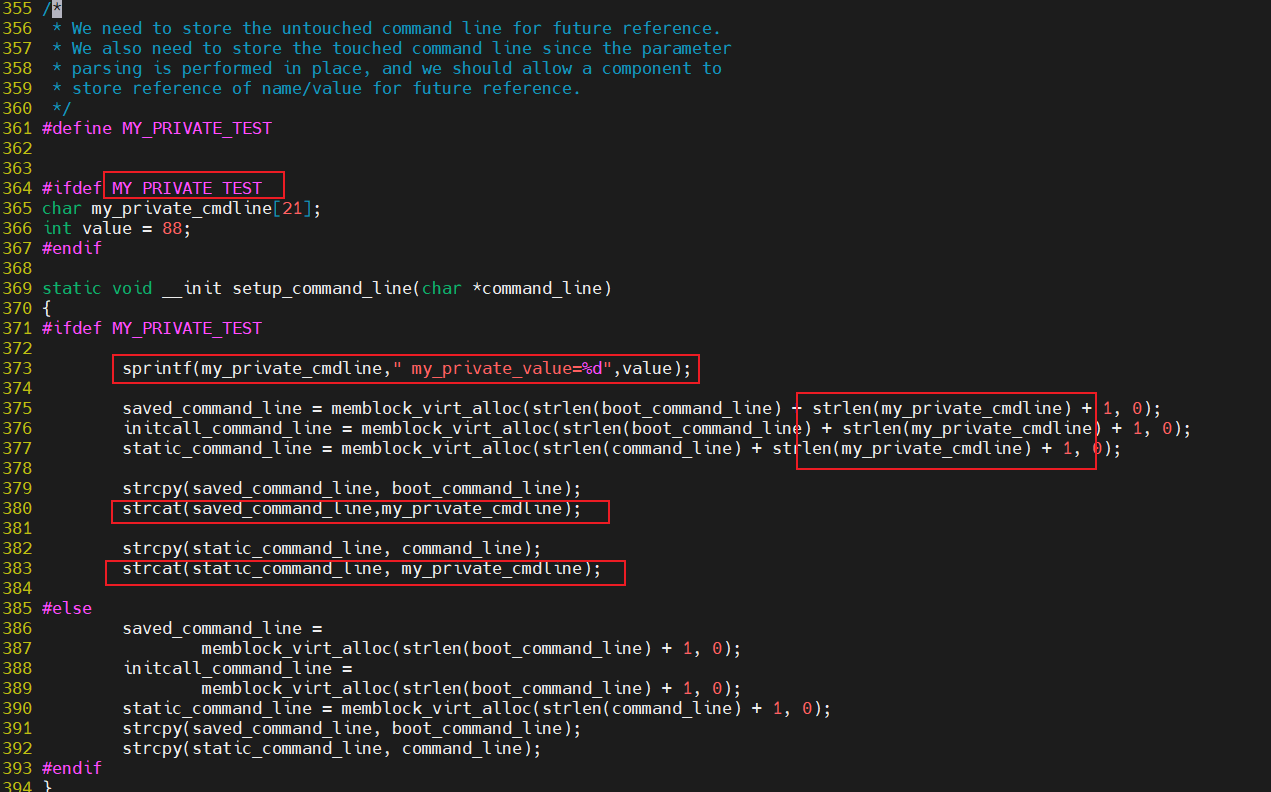 355 /*
356  * We need to store the untouched command line for future reference.
357  * We also need to store the touched command line since the parameter
358  * parsing is performed in place, and we should allow a component to
359  * store reference of name/value for future reference.
360  */
361 #define MY_PRIVATE_TEST
362
363
364 #ifdef MY_PRIVATE_TEST
365 char my_private_cmdline[21];
366 int value = 88;
367 #endif
368
369 static void __init setup_command_line(char *command_line)
370 {
371 #ifdef MY_PRIVATE_TEST
372
373         sprintf(my_private_cmdline," my_private_value=%d",value);
374
375         saved_command_line = memblock_virt_alloc(strlen(boot_command_line) + strlen(my_private_cmdline) + 1, 0);
376         initcall_command_line = memblock_virt_alloc(strlen(boot_command_line) + strlen(my_private_cmdline) + 1, 0);
377         static_command_line = memblock_virt_alloc(strlen(command_line) + strlen(my_private_cmdline) + 1, 0);
378
379         strcpy(saved_command_line, boot_command_line);
380         strcat(saved_command_line,my_private_cmdline);
381
382         strcpy(static_command_line, command_line);
383         strcat(static_command_line, my_private_cmdline);
384
385 #else
386         saved_command_line =
387                 memblock_virt_alloc(strlen(boot_command_line) + 1, 0);
388         initcall_command_line =
389                 memblock_virt_alloc(strlen(boot_command_line) + 1, 0);
390         static_command_line = memblock_virt_alloc(strlen(command_line) + 1, 0);
391         strcpy(saved_command_line, boot_command_line);
392         strcpy(static_command_line, command_line);
393 #endif
394 }